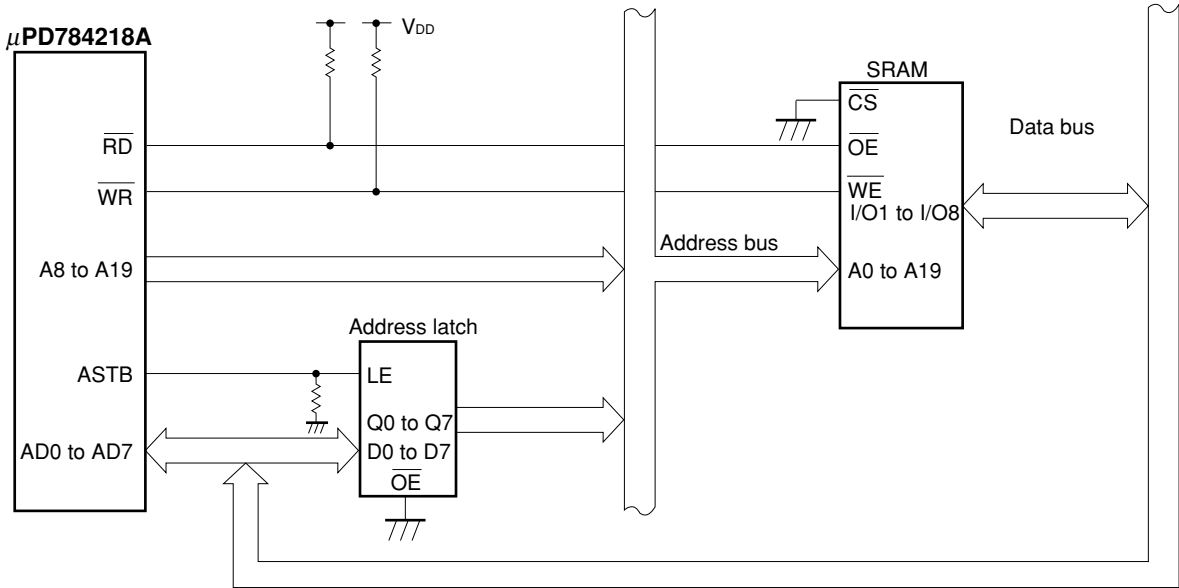 μPD784218A
VDD
RD
WR
A8 to A19
ASTB
AD0 to AD7
Address latch
LE
Q0 to Q7
D0 to D7
OE
Address bus
SRAM
CS
OE
WE
I/O1 to I/O8
A0 to A19
Data bus